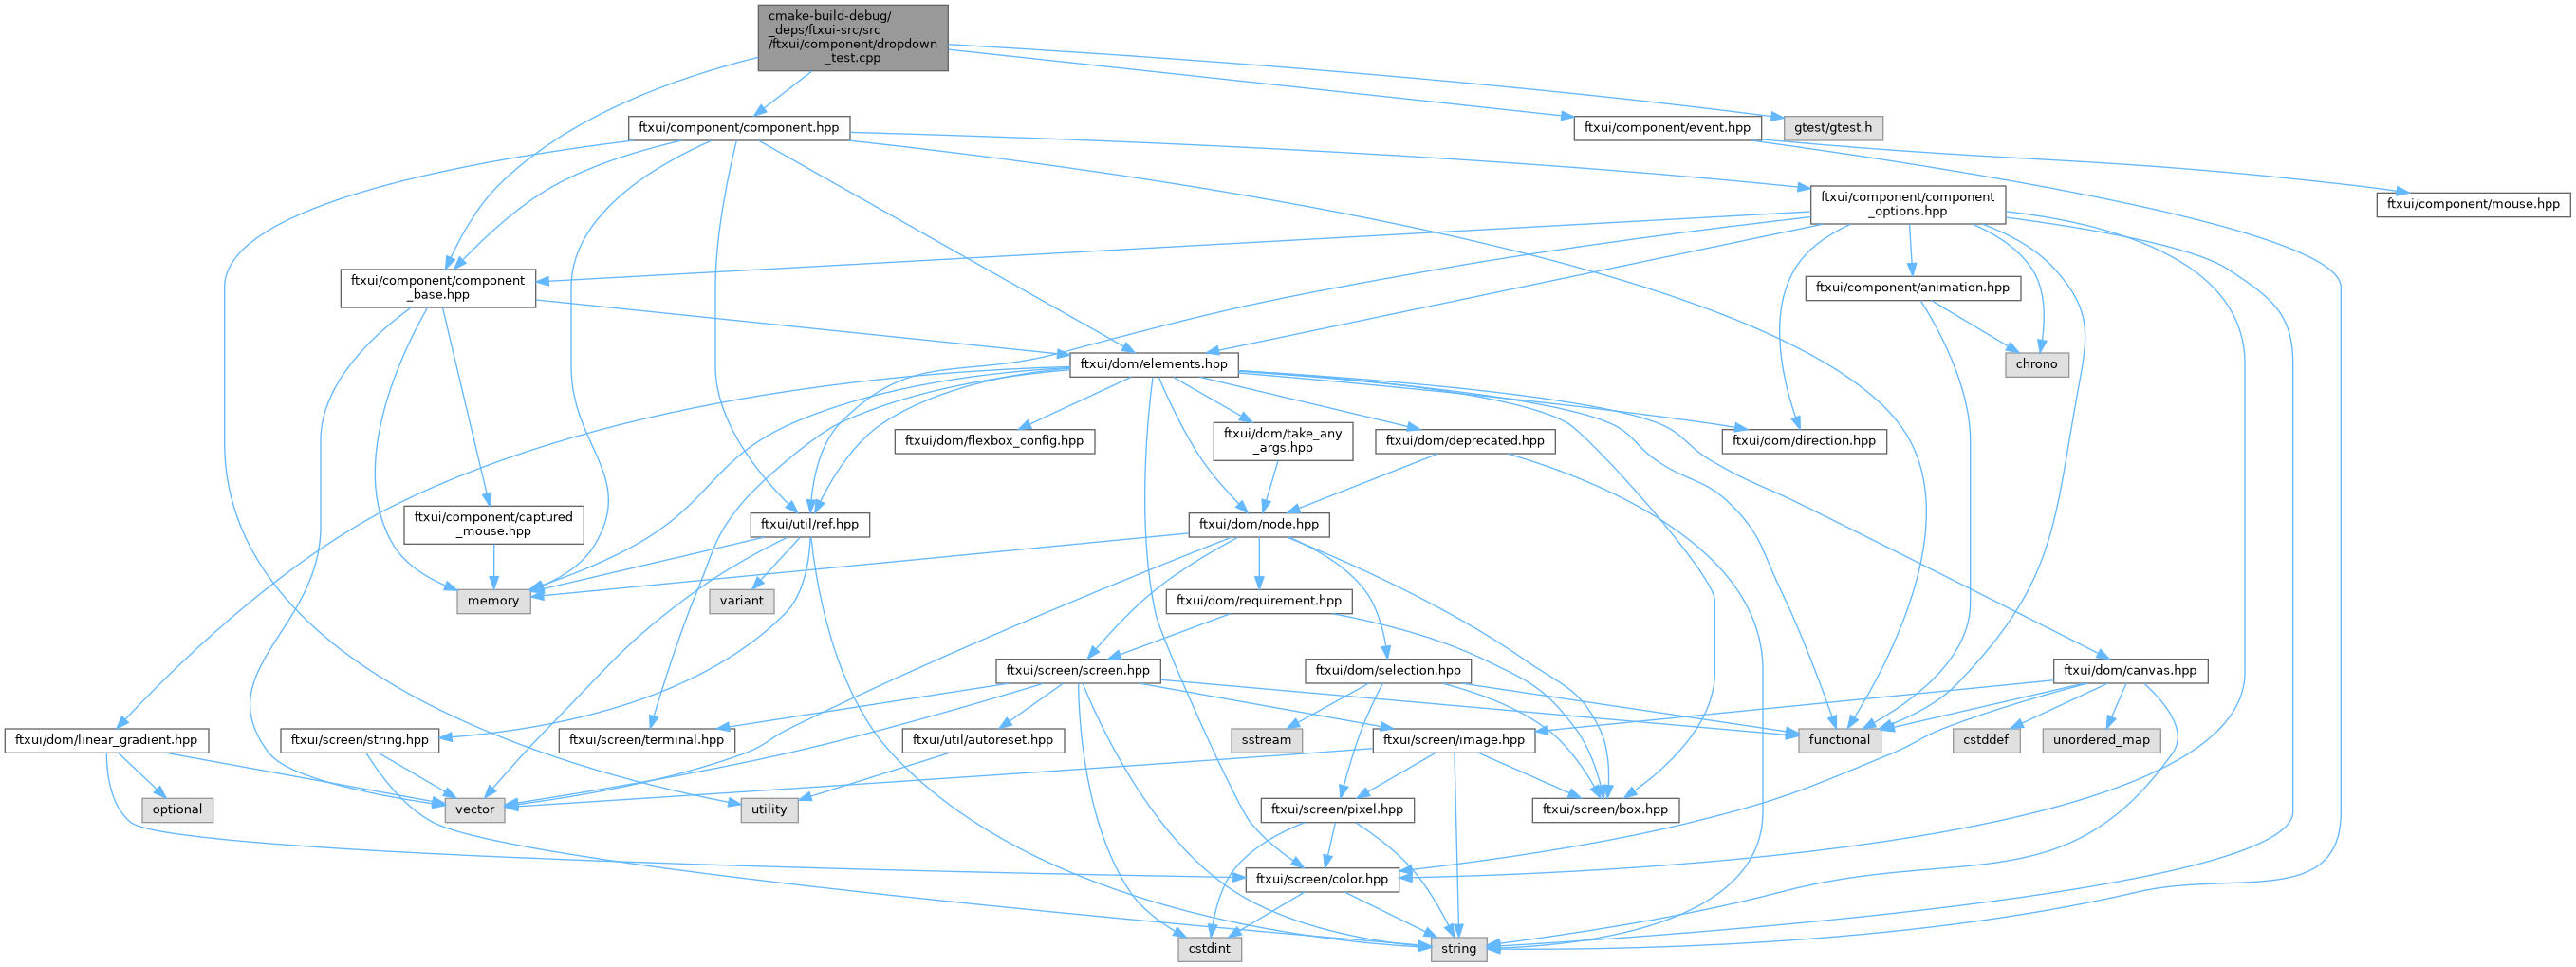 cmake-build-debug/
_deps/ftxui-src/src
/ftxui/component/dropdown
_test.cpp
ftxui/component/component.hpp
ftxui/component/event.hpp
gtest/gtest.h
ftxui/component/component
_options.hpp
ftxui/component/mouse.hpp
ftxui/component/component
_base.hpp
ftxui/component/animation.hpp
ftxui/dom/elements.hpp
chrono
ftxui/dom/flexbox_config.hpp
ftxui/dom/take_any
_args.hpp
ftxui/dom/deprecated.hpp
ftxui/dom/direction.hpp
ftxui/component/captured
_mouse.hpp
ftxui/util/ref.hpp
ftxui/dom/node.hpp
memory
variant
ftxui/dom/requirement.hpp
ftxui/screen/screen.hpp
ftxui/dom/selection.hpp
ftxui/dom/canvas.hpp
ftxui/dom/linear_gradient.hpp
ftxui/screen/string.hpp
ftxui/screen/terminal.hpp
ftxui/util/autoreset.hpp
sstream
ftxui/screen/image.hpp
functional
cstddef
unordered_map
optional
vector
utility
ftxui/screen/pixel.hpp
ftxui/screen/box.hpp
ftxui/screen/color.hpp
cstdint
string